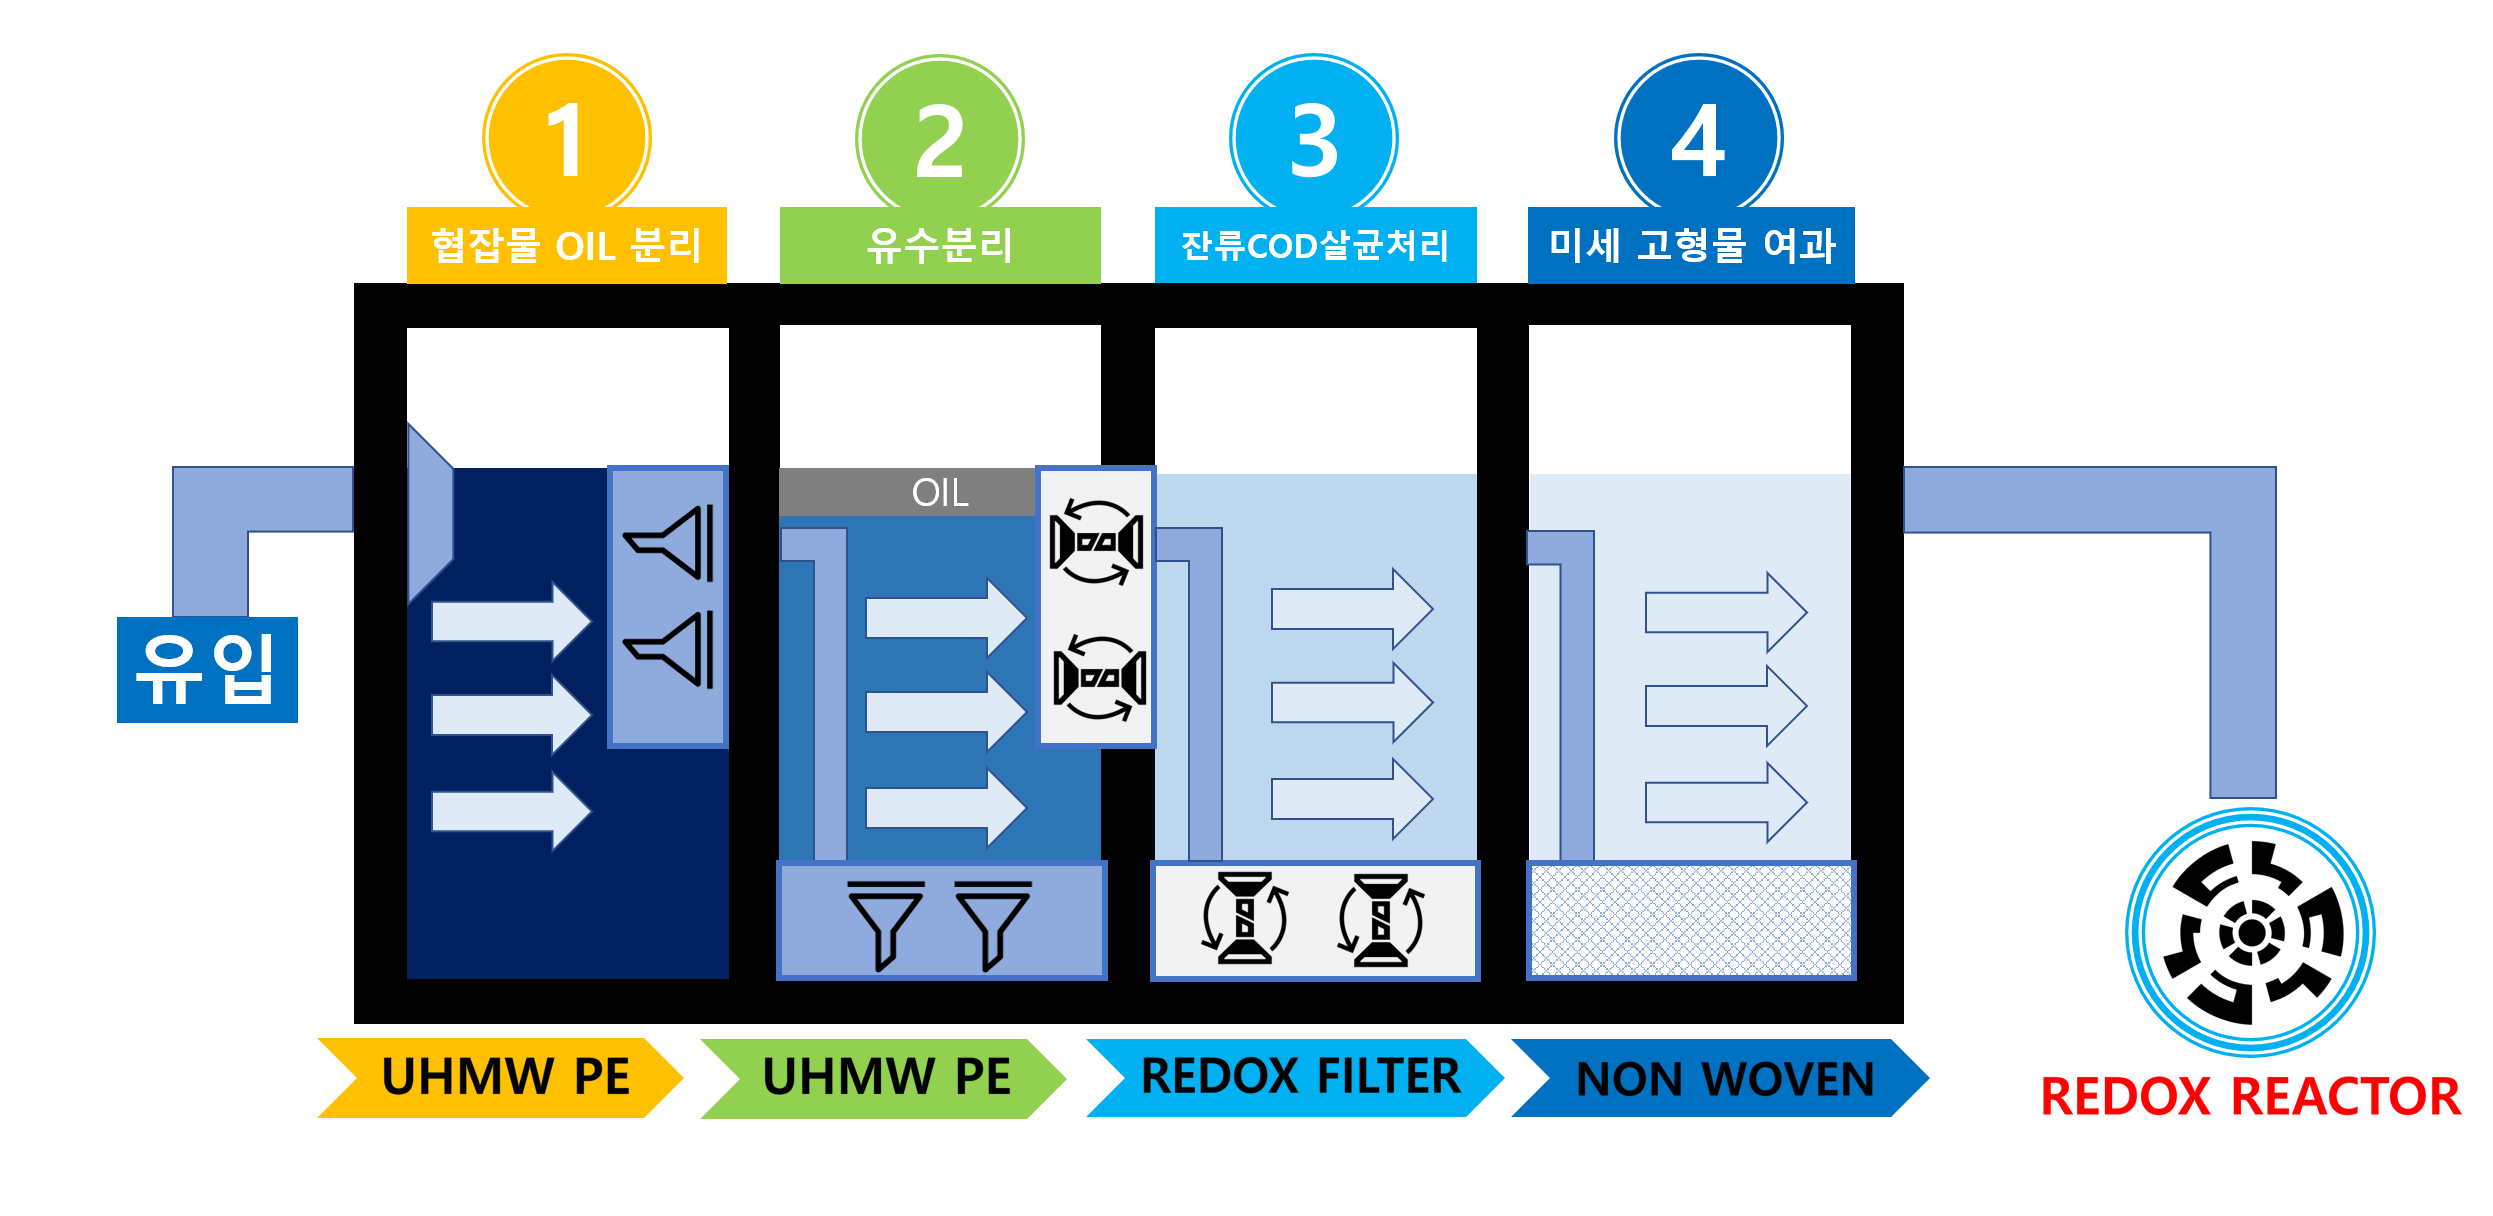 1
2
3
4
협잡물 OIL 분리
유수분리
잔류COD살균처리
미세 고형물 여과
OIL
유입
UHMW PE
UHMW PE
REDOX FILTER
NON WOVEN
REDOX REACTOR